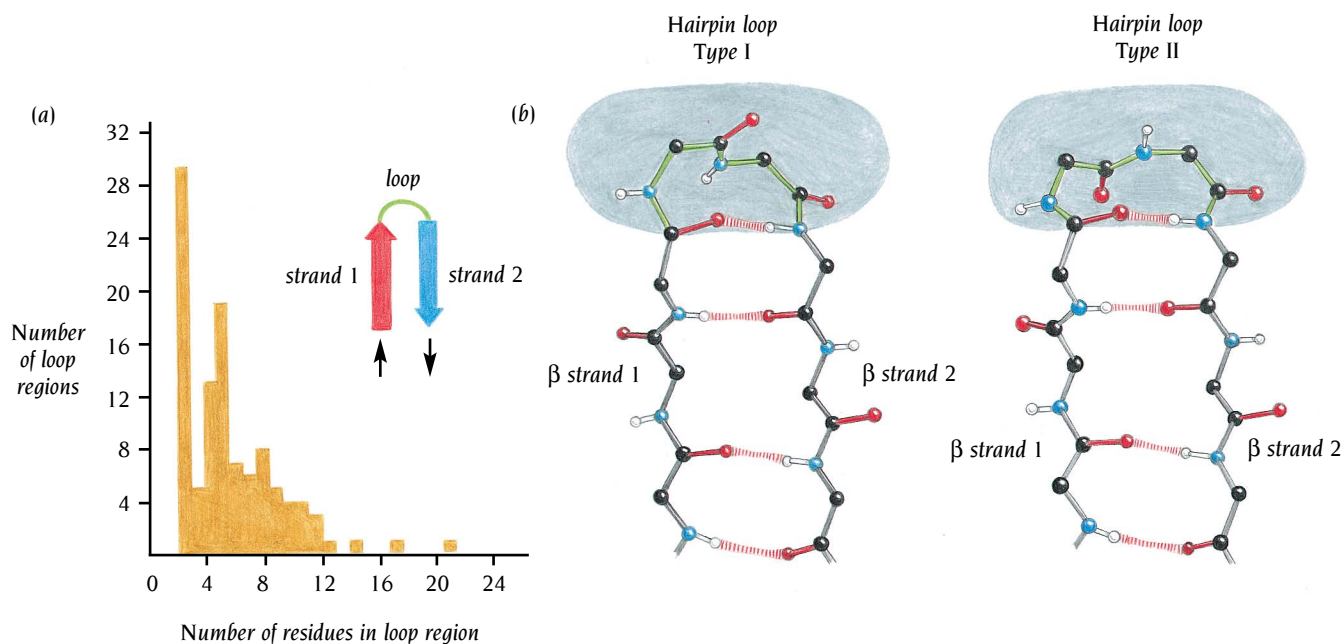 (a)
32
28
24
20
16
12
8
4
Number
of loop
regions
0 4 8 12 16 20 24
Number of residues in loop region
loop
strand 1
strand 2
(b)
Hairpin loop
Type I
β strand 1
β strand 2
Hairpin loop
Type II
β strand 1
β strand 2